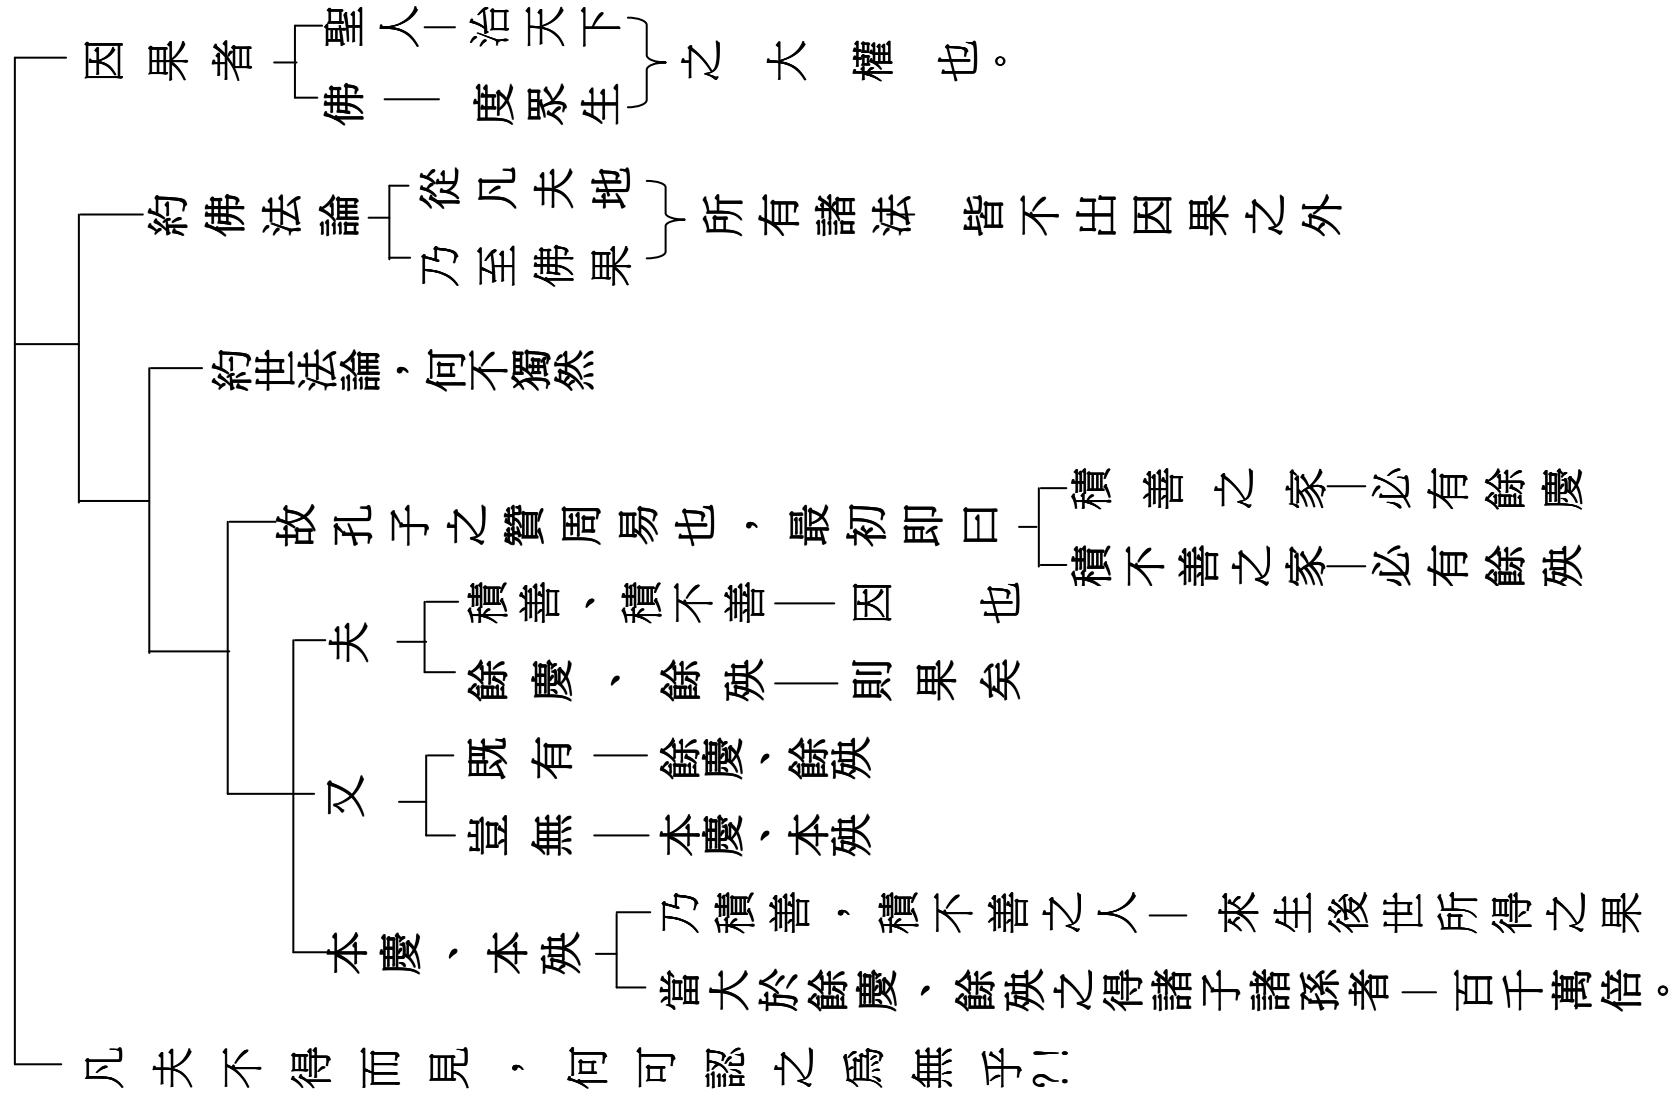 因果者
聖人 治天下
佛 度眾生
之大權也。
約佛法論
從凡夫地
乃至佛果
所有諸法 皆不出因果之外
約世法論，何不獨然
故孔子之贊周易也，最初即曰
積善之家 必有餘慶
積不善之家 必有餘殃
夫
積善、積不善 因 也
餘慶、餘殃 則果矣
又
既有 餘慶、餘殃
豈無 本慶、本殃
本慶、本殃
乃積善，積不善之人 來生後世所得之果
當大於餘慶、餘殃之得諸子諸孫者 百千萬倍。
凡夫不得而見，何可認之為無乎?!